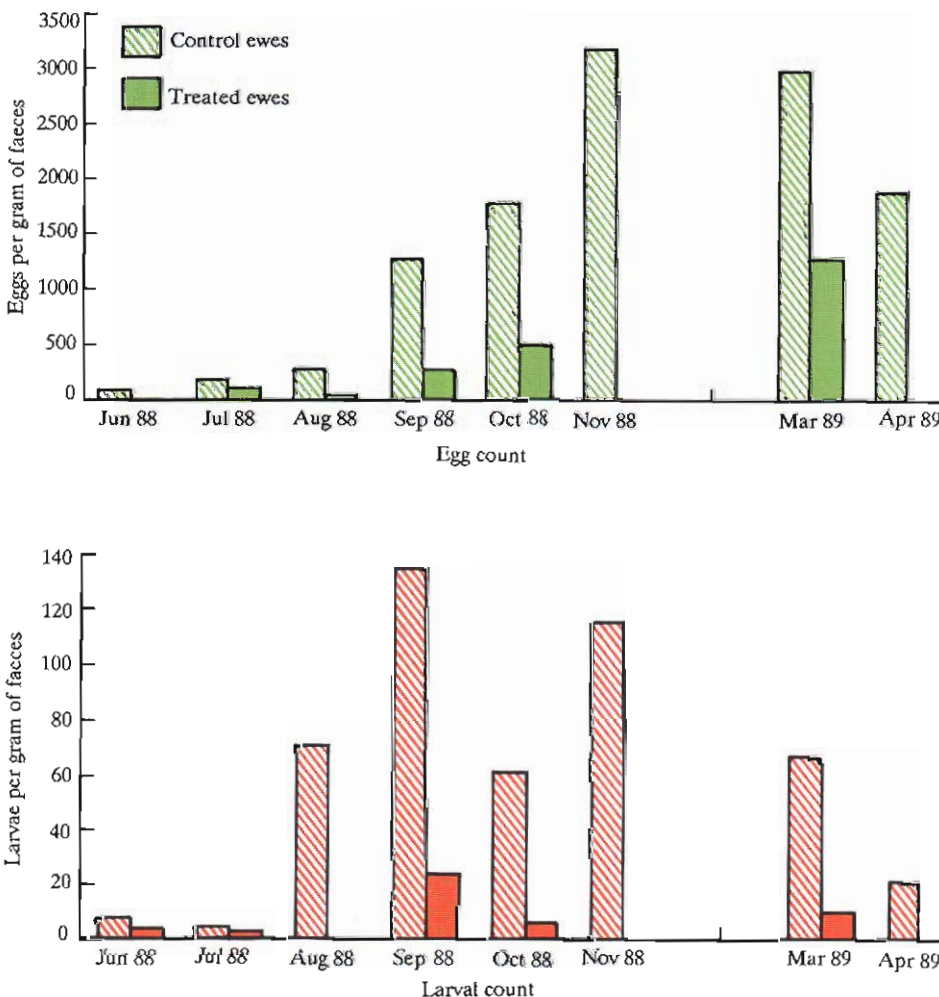 3500
3000
2500
2000
1500
1000
500
0
Eggs per gram of faeces
Control ewes
Treated ewes
Jun 88 Jul 88 Aug 88 Sep 88 Oct 88 Nov 88 Mar 89 Apr 89
Egg count
140
120
100
80
60
40
20
0
Larvae per gram of faeces
Jun 88 Jul 88 Aug 88 Sep 88 Oct 88 Nov 88 Mar 89 Apr 89
Larval count